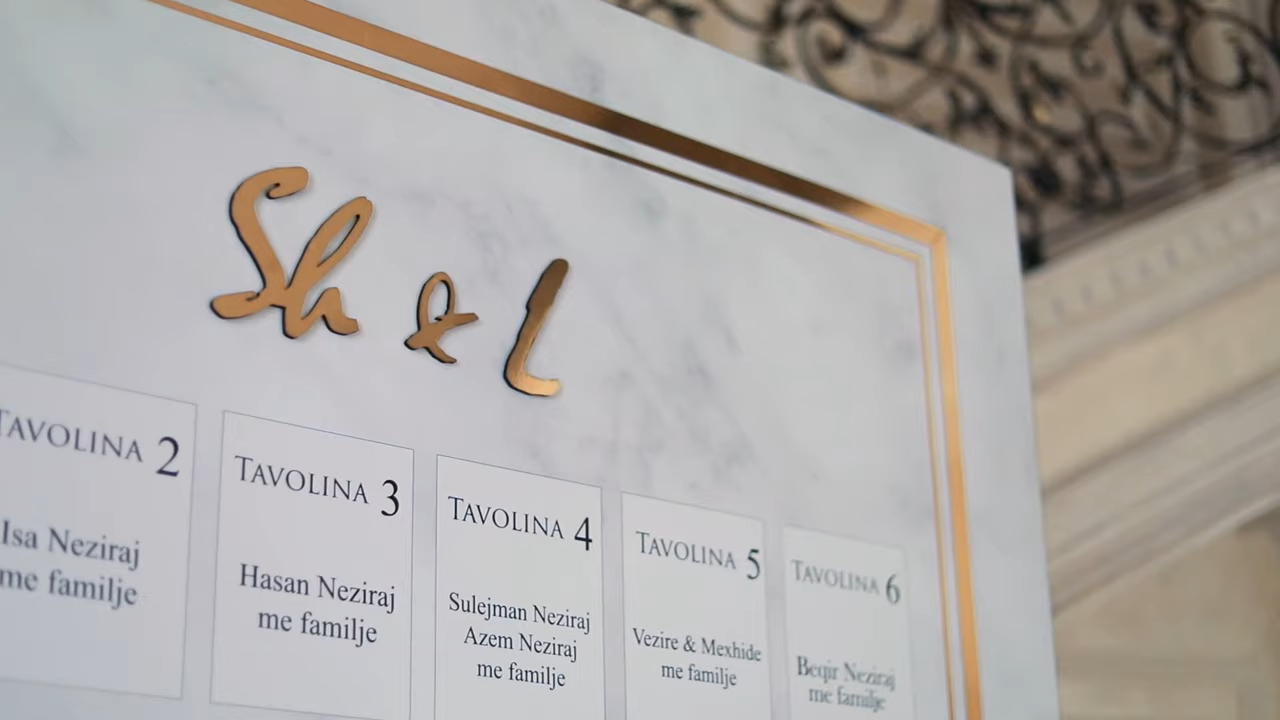 Sh & L
TAVOLINA 2
Isa Neziraj
me familje
TAVOLINA 3
Hasan Neziraj
me familje
TAVOLINA 4
Sulejman Neziraj
Azem Neziraj
me familje
TAVOLINA 5
Vezire & Mexhide
me familje
TAVOLINA 6
Beqir Neziraj
me familje